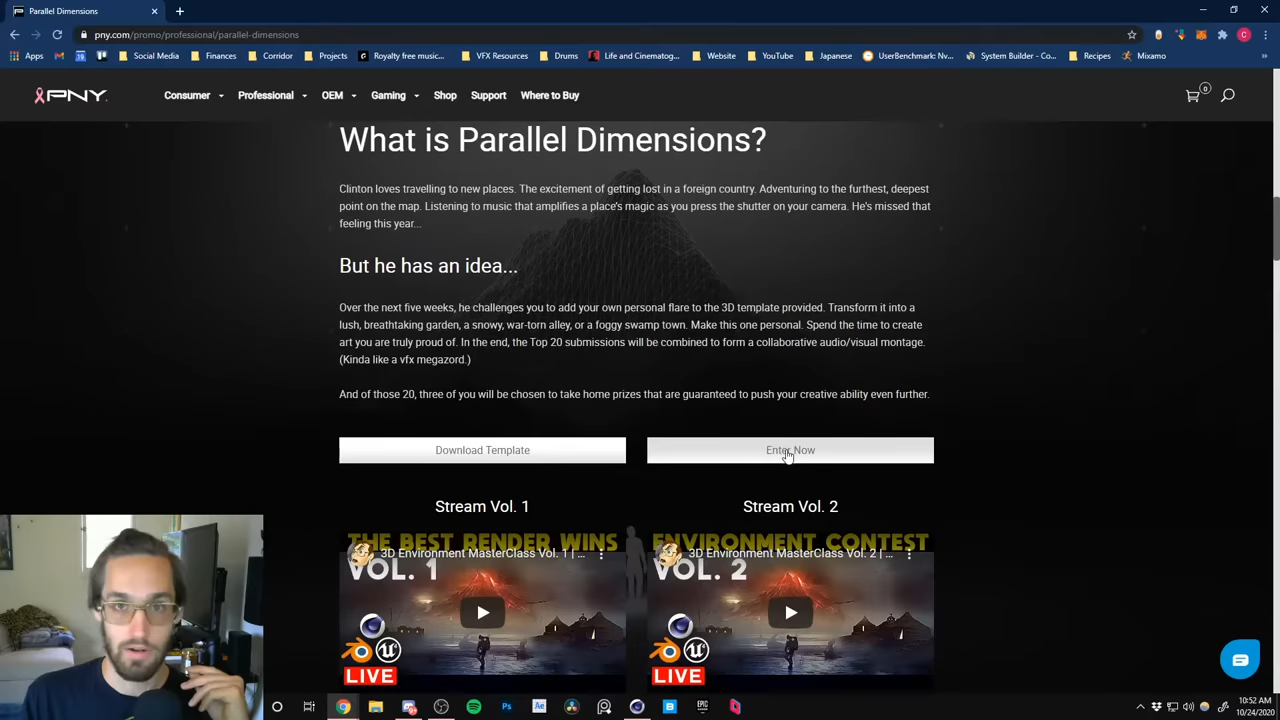 Parallel Dimensions
pny.com/promo/professional/parallel-dimensions
Apps
Social Media
Finances
Corridor
Projects
Royalty free music...
VFX Resources
Drums
Life and Cinematog...
Website
YouTube
Japanese
UserBenchmark: Nv...
System Builder - Co...
Recipes
Mixamo
PNY
Consumer
Professional
OEM
Gaming
Shop
Support
Where to Buy
0
What is Parallel Dimensions?
Clinton loves travelling to new places. The excitement of getting lost in a foreign country. Adventuring to the furthest, deepest
point on the map. Listening to music that amplifies a place's magic as you press the shutter on your camera. He's missed that
feeling this year...
But he has an idea...
Over the next five weeks, he challenges you to add your own personal flare to the 3D template provided. Transform it into a
lush, breathtaking garden, a snowy, war-torn alley, or a foggy swamp town. Make this one personal. Spend the time to create
art you are truly proud of. In the end, the Top 20 submissions will be combined to form a collaborative audio/visual montage.
(Kinda like a vfx megazord.)
And of those 20, three of you will be chosen to take home prizes that are guaranteed to push your creative ability even further.
Download Template
Enter Now
Stream Vol. 1
Stream Vol. 2
THE BEST RENDER WINS
3D Environment MasterClass Vol. 1 | ...
VOL. 1
LIVE
ENVIRONMENT CONTEST
3D Environment MasterClass Vol. 2 | ...
VOL. 2
LIVE
Ps
Ae
EPIC
10:52 AM
10/24/2020